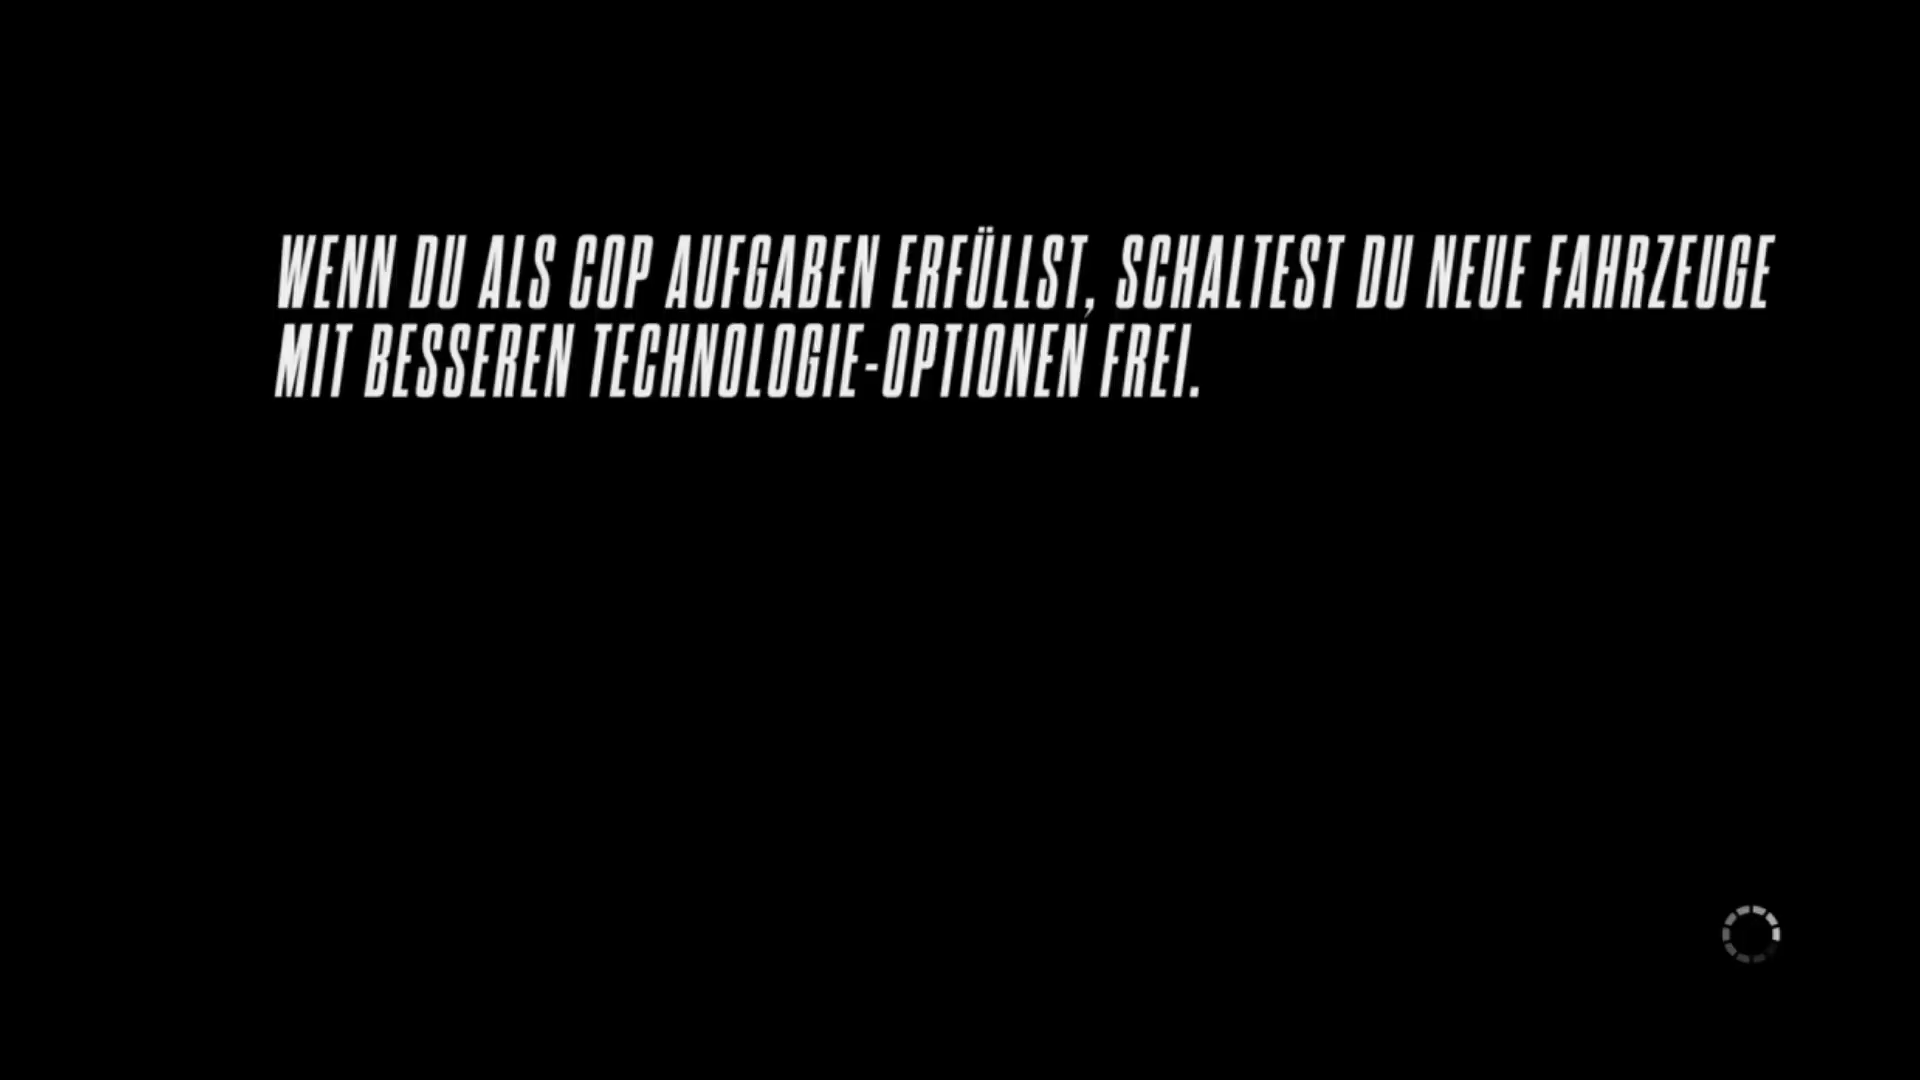 WENN DU ALS COP AUFGABEN ERFÜLLST, SCHALTEST DU NEUE FAHRZEUGE
MIT BESSEREN TECHNOLOGIE-OPTIONEN FREI.